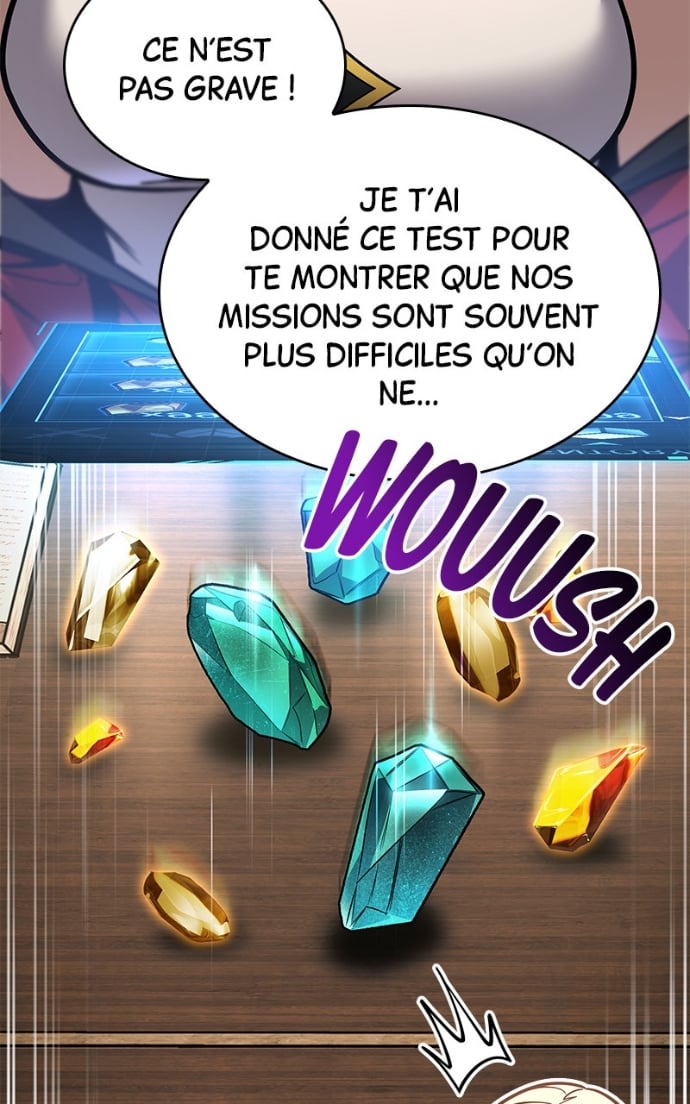 CE N'EST
PAS GRAVE !
JE T'AI
DONNÉ CE TEST POUR
TE MONTRER QUE NOS
MISSIONS SONT SOUVENT
PLUS DIFFICILES QU'ON
NE...
WOUUUSH